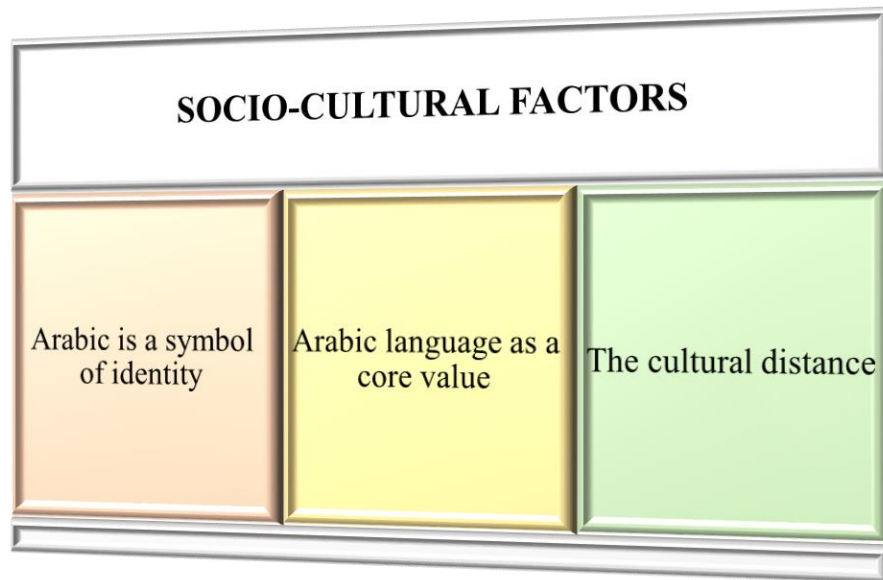 SOCIO-CULTURAL FACTORS
Arabic is a symbol
of identity
Arabic language as a
core value
The cultural distance